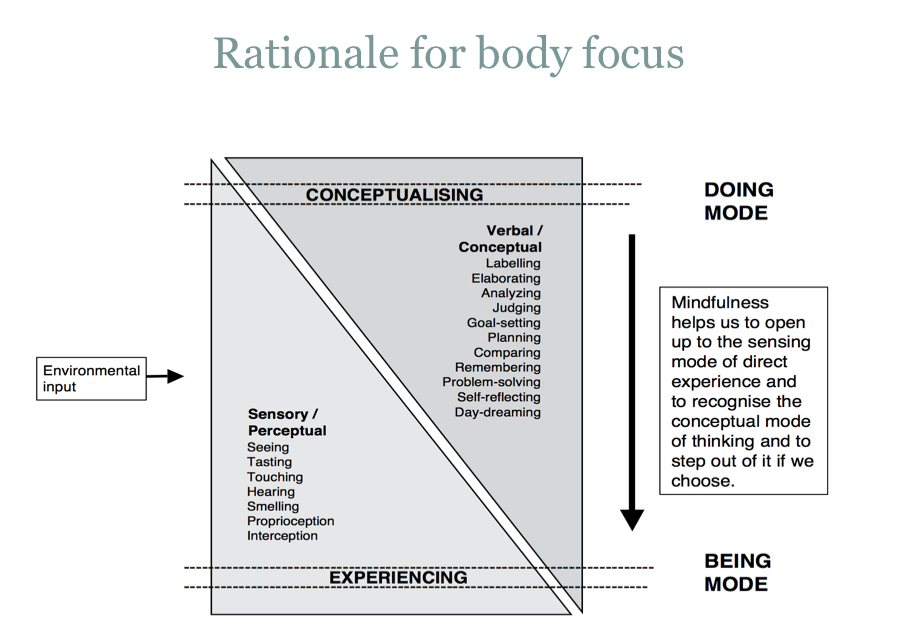 Rationale for body focus
CONCEPTUALISING
DOING
MODE
Verbal /
Conceptual
Labelling
Elaborating
Analyzing
Judging
Goal-setting
Planning
Comparing
Remembering
Problem-solving
Self-reflecting
Day-dreaming
Mindfulness
helps us to open
up to the sensing
mode of direct
experience and
to recognise the
conceptual mode
of thinking and to
step out of it if we
choose.
Environmental
input
Sensory /
Perceptual
Seeing
Tasting
Touching
Hearing
Smelling
Proprioception
Interception
EXPERIENCING
BEING
MODE